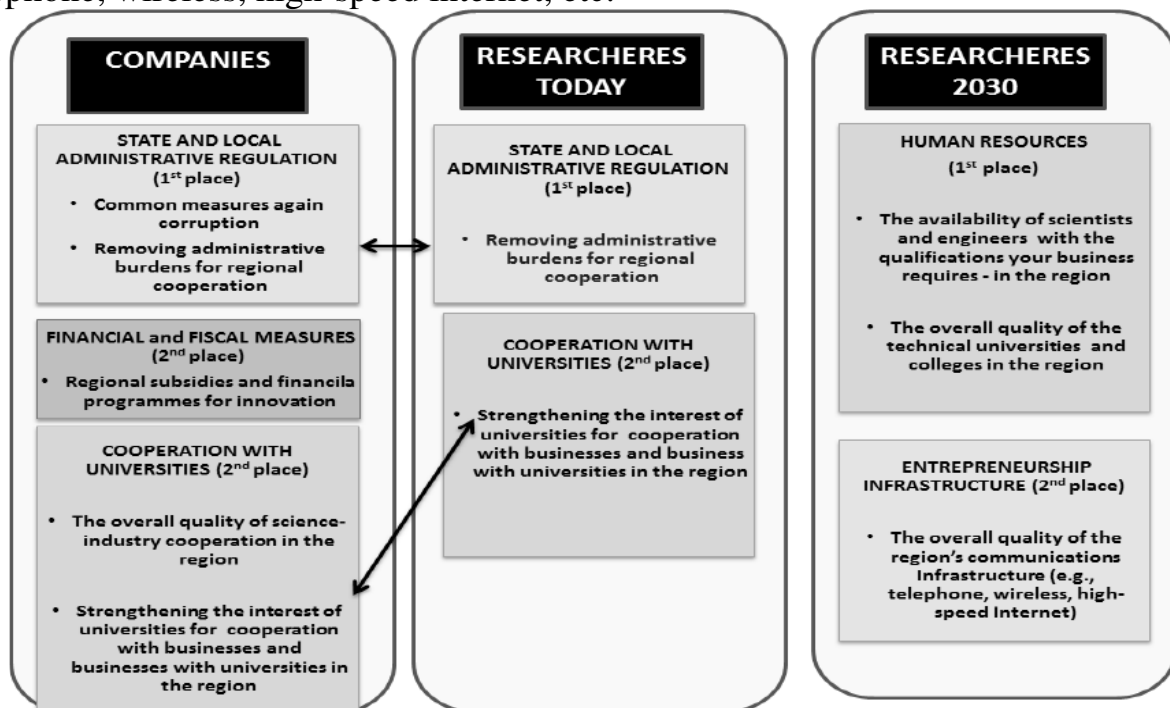 phone, wireless, high-speed internet, etc.
COMPANIES
STATE AND LOCAL
ADMINISTRATIVE REGULATION
(1st place)
• Common measures again
corruption
• Removing administrative
burdens for regional
cooperation
FINANCIAL and FISCAL MEASURES
(2nd place)
• Regional subsidies and financila
programmes for innovation
COOPERATION WITH
UNIVERSITIES (2nd place)
• The overall quality of science-
industry cooperation in the
region
• Strengthening the interest of
universities for cooperation
with businesses and
businesses with universities in
the region
RESEARCHERES
TODAY
STATE AND LOCAL
ADMINISTRATIVE REGULATION
(1st place)
• Removing administrative
burdens for regional
cooperation
COOPERATION WITH
UNIVERSITIES (2nd place)
• Strengthening the interest of
universities for cooperation
with businesses and business
with universities in the region
RESEARCHERES
2030
HUMAN RESOURCES
(1st place)
• The availability of scientists
and engineers with the
qualifications your business
requires - in the region
• The overall quality of the
technical universities and
colleges in the region
ENTREPRENEURSHIP
INFRASTRUCTURE (2nd place)
• The overall quality of the
region's communications
Infrastructure (e.g.,
telephone, wireless, high-
speed Internet)